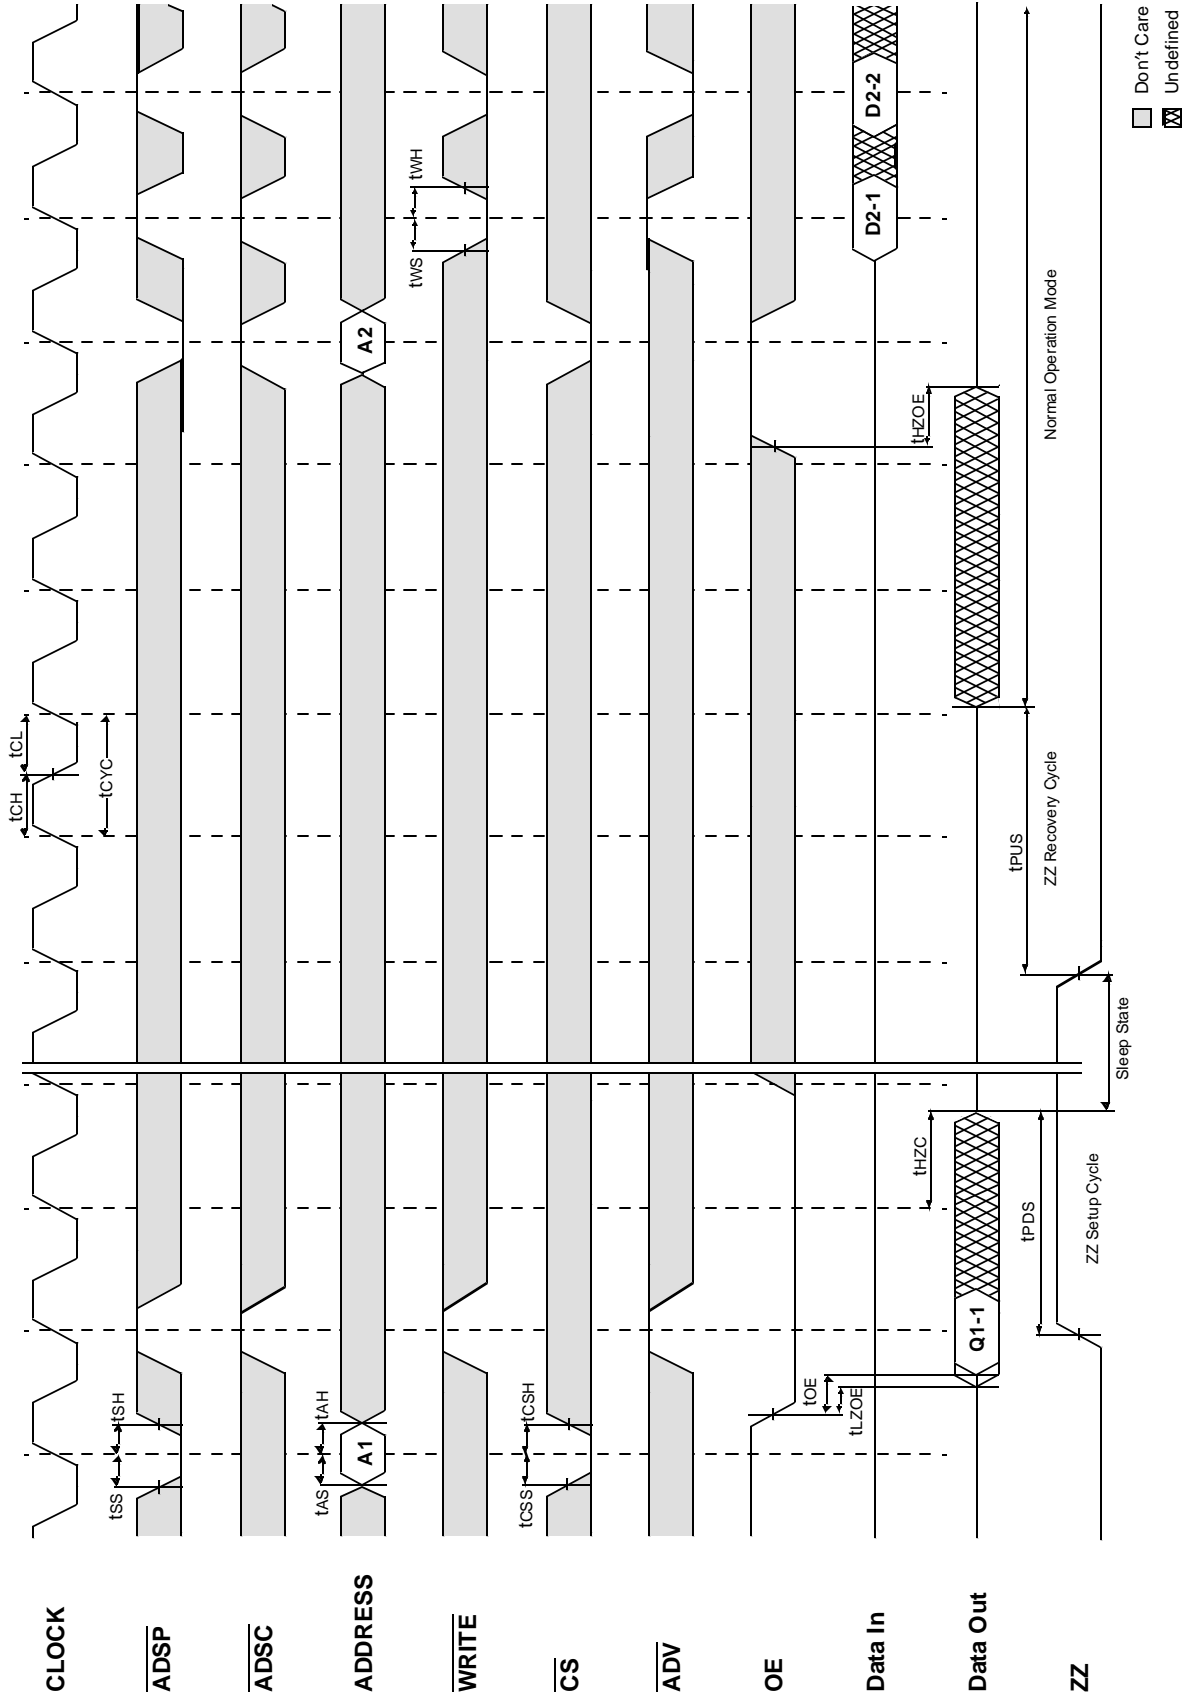 CLOCK
tCH
tCL
tCYC
ADSP
tSS
tSH
ADSC
ADDRESS
tAS
tAH
A1
A2
WRITE
tWS
tWH
CS
tCSS
tCSH
ADV
OE
Data In
D2-1
D2-2
tOE
tLZOE
tHZC
tHZOE
Data Out
Q1-1
tPDS
tPUS
ZZ Setup Cycle
ZZ Recovery Cycle
Normal Operation Mode
ZZ
Sleep State
Don't Care
Undefined